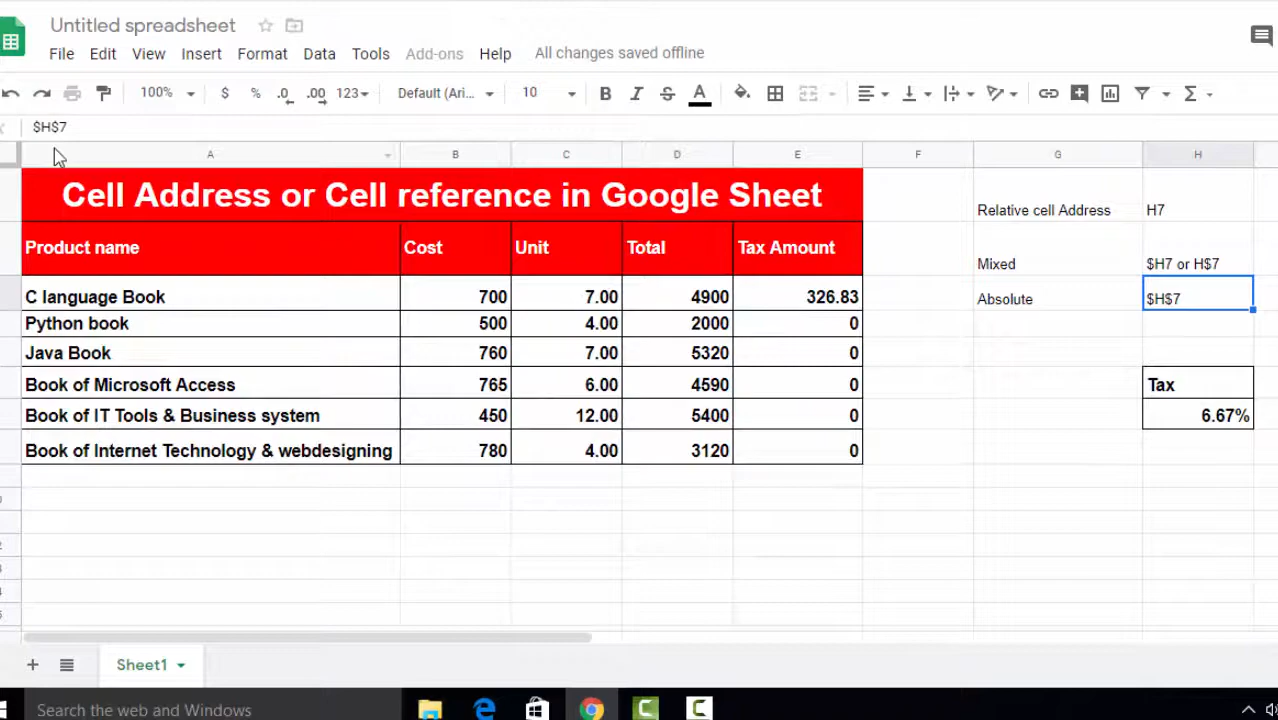 Untitled spreadsheet
File Edit View Insert Format Data Tools Add-ons Help All changes saved offline
100% $ % .0 .00 123 Default (Ari... 10 B I S A Σ
$H$7
A B C D E F G H
Cell Address or Cell reference in Google Sheet
Relative cell Address H7
Product name Cost Unit Total Tax Amount
Mixed $H7 or H$7
C language Book 700 7.00 4900 326.83
Absolute $H$7
Python book 500 4.00 2000 0
Java Book 760 7.00 5320 0
Book of Microsoft Access 765 6.00 4590 0 Tax
Book of IT Tools & Business system 450 12.00 5400 0 6.67%
Book of Internet Technology & webdesigning 780 4.00 3120 0
Sheet1
Search the web and Windows